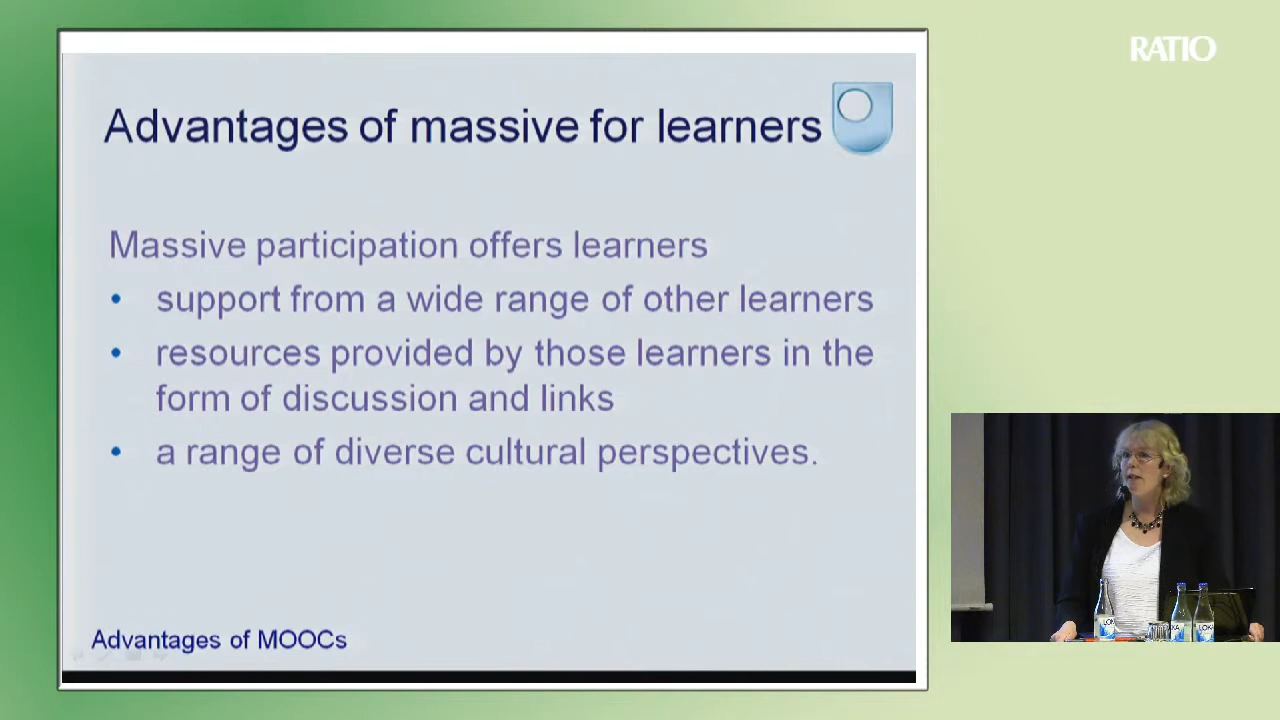 RATIO
Advantages of massive for learners
Massive participation offers learners
• support from a wide range of other learners
• resources provided by those learners in the
form of discussion and links
• a range of diverse cultural perspectives.
Advantages of MOOCs